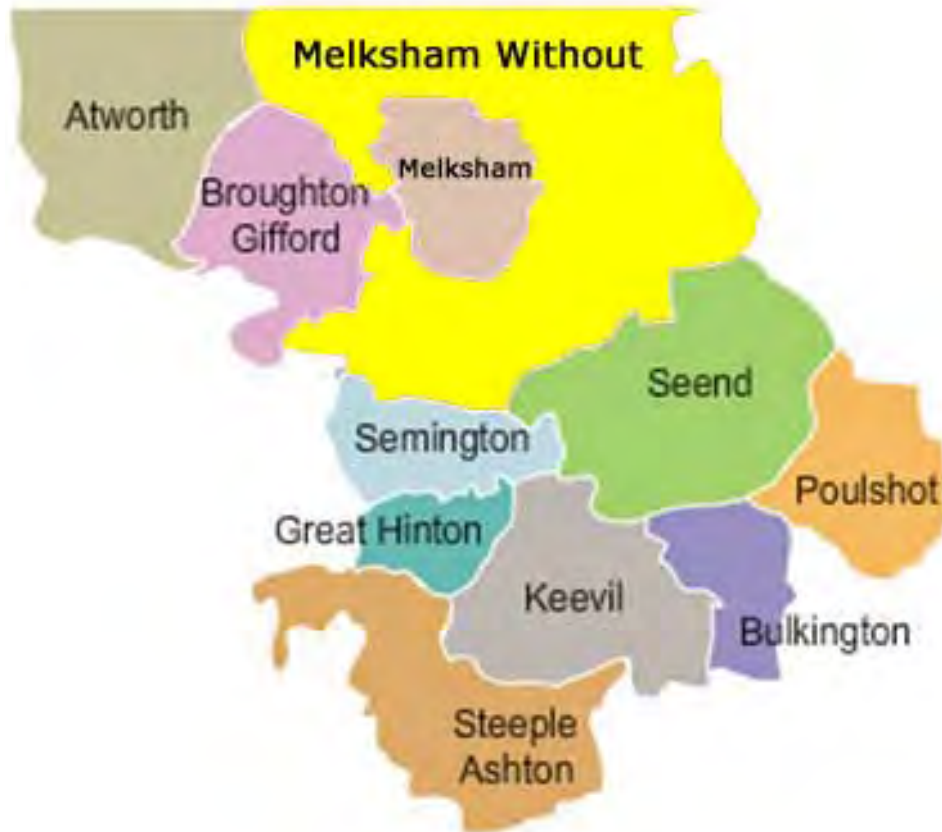 Melksham Without
Atworth
Melksham
Broughton
Gifford
Seend
Semington
Poulshot
Great Hinton
Keevil
Bulkington
Steeple
Ashton